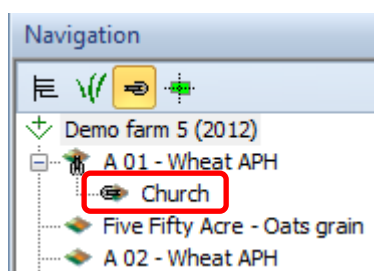 Navigation
Demo farm 5 (2012)
A 01 - Wheat APH
Church
Five Fifty Acre - Oats grain
A 02 - Wheat APH